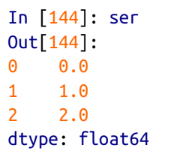 In [144]: ser
Out[144]:
0    0.0
1    1.0
2    2.0
dtype: float64